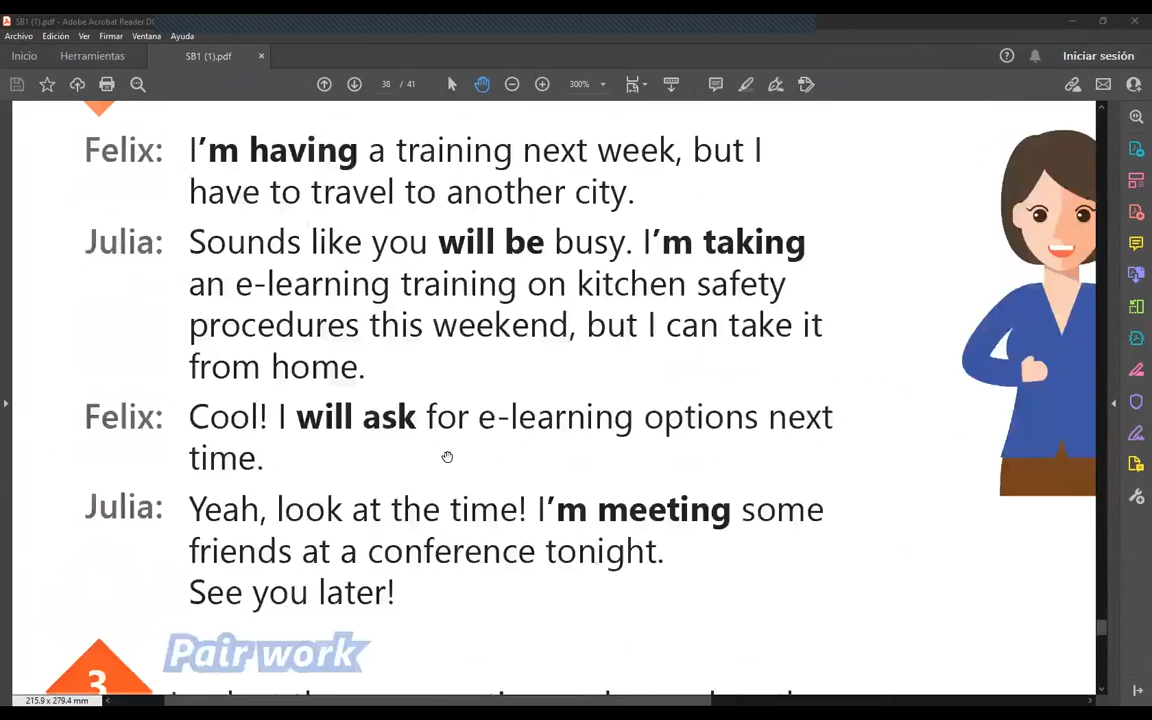 SB1 (1).pdf - Adobe Acrobat Reader DC
Archivo Edición Ver Firmar Ventana Ayuda
Inicio Herramientas SB1 (1).pdf × Iniciar sesión
38 / 41 300%
Felix: I'm having a training next week, but I
have to travel to another city.
Julia: Sounds like you will be busy. I'm taking
an e-learning training on kitchen safety
procedures this weekend, but I can take it
from home.
Felix: Cool! I will ask for e-learning options next
time.
Julia: Yeah, look at the time! I'm meeting some
friends at a conference tonight.
See you later!
Pair work
3
215.9 x 279.4 mm